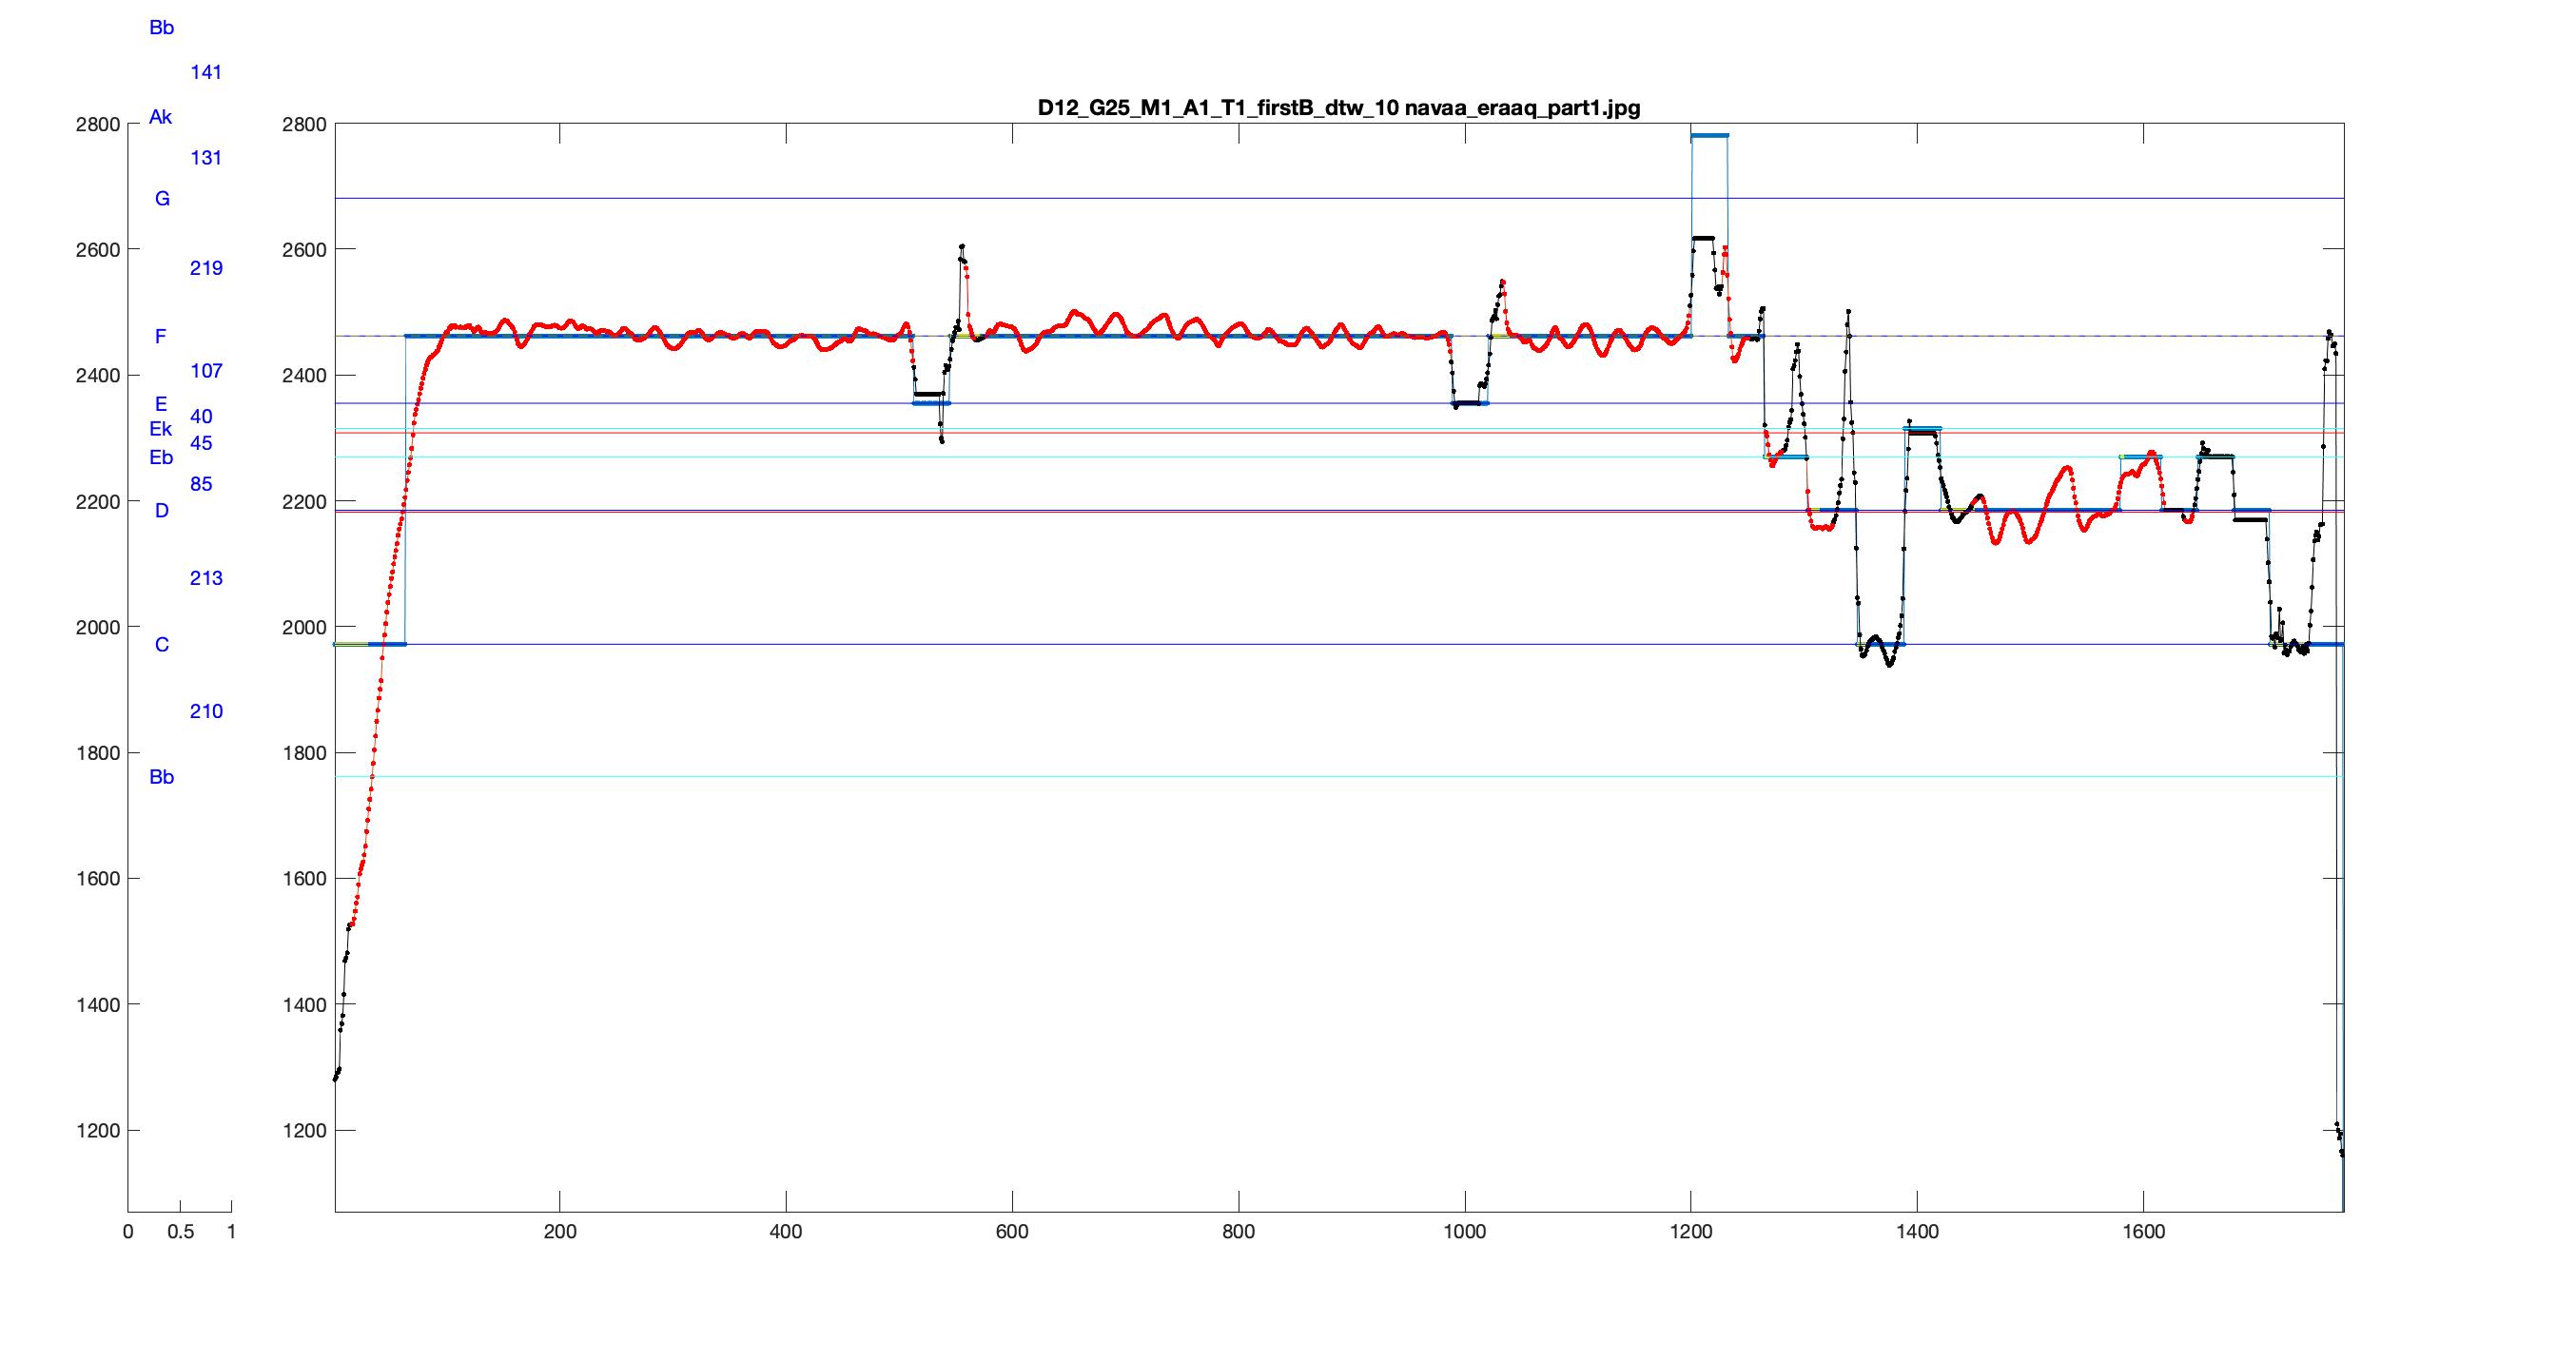 Bb
141
D12_G25_M1_A1_T1_firstB_dtw_10 navaa_eraaq_part1.jpg
2800 Ak 2800
131
G
2600 2600
219
F
107
2400 2400
E
40
Ek
45
Eb
85
2200 2200
D
213
2000 2000
C
210
1800 1800
Bb
1600 1600
1400 1400
1200 1200
0 0.5 1 200 400 600 800 1000 1200 1400 1600